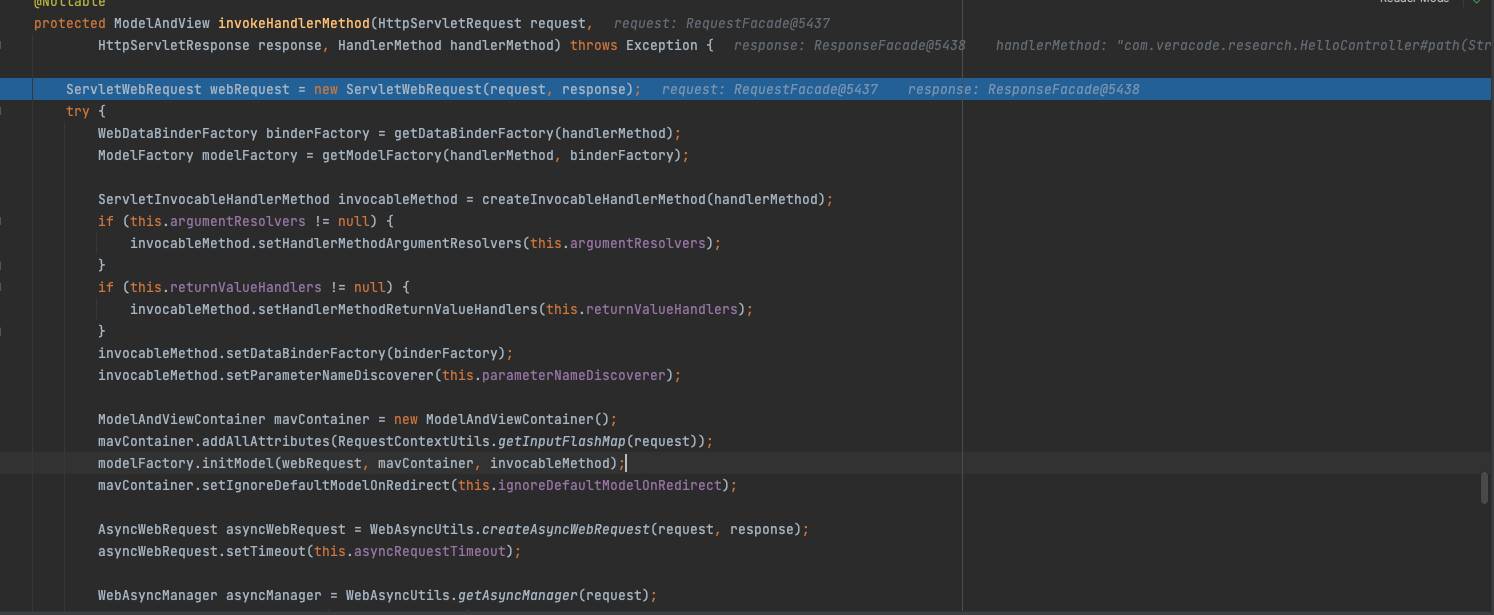 @Nullable
Reader Mode
protected ModelAndView invokeHandlerMethod(HttpServletRequest request,   request: RequestFacade@5437
        HttpServletResponse response, HandlerMethod handlerMethod) throws Exception {   response: ResponseFacade@5438   handlerMethod: "com.veracode.research.HelloController#path(Str
    ServletWebRequest webRequest = new ServletWebRequest(request, response);   request: RequestFacade@5437   response: ResponseFacade@5438
    try {
        WebDataBinderFactory binderFactory = getDataBinderFactory(handlerMethod);
        ModelFactory modelFactory = getModelFactory(handlerMethod, binderFactory);
        ServletInvocableHandlerMethod invocableMethod = createInvocableHandlerMethod(handlerMethod);
        if (this.argumentResolvers != null) {
            invocableMethod.setHandlerMethodArgumentResolvers(this.argumentResolvers);
        }
        if (this.returnValueHandlers != null) {
            invocableMethod.setHandlerMethodReturnValueHandlers(this.returnValueHandlers);
        }
        invocableMethod.setDataBinderFactory(binderFactory);
        invocableMethod.setParameterNameDiscoverer(this.parameterNameDiscoverer);
        ModelAndViewContainer mavContainer = new ModelAndViewContainer();
        mavContainer.addAllAttributes(RequestContextUtils.getInputFlashMap(request));
        modelFactory.initModel(webRequest, mavContainer, invocableMethod);
        mavContainer.setIgnoreDefaultModelOnRedirect(this.ignoreDefaultModelOnRedirect);
        AsyncWebRequest asyncWebRequest = WebAsyncUtils.createAsyncWebRequest(request, response);
        asyncWebRequest.setTimeout(this.asyncRequestTimeout);
        WebAsyncManager asyncManager = WebAsyncUtils.getAsyncManager(request);